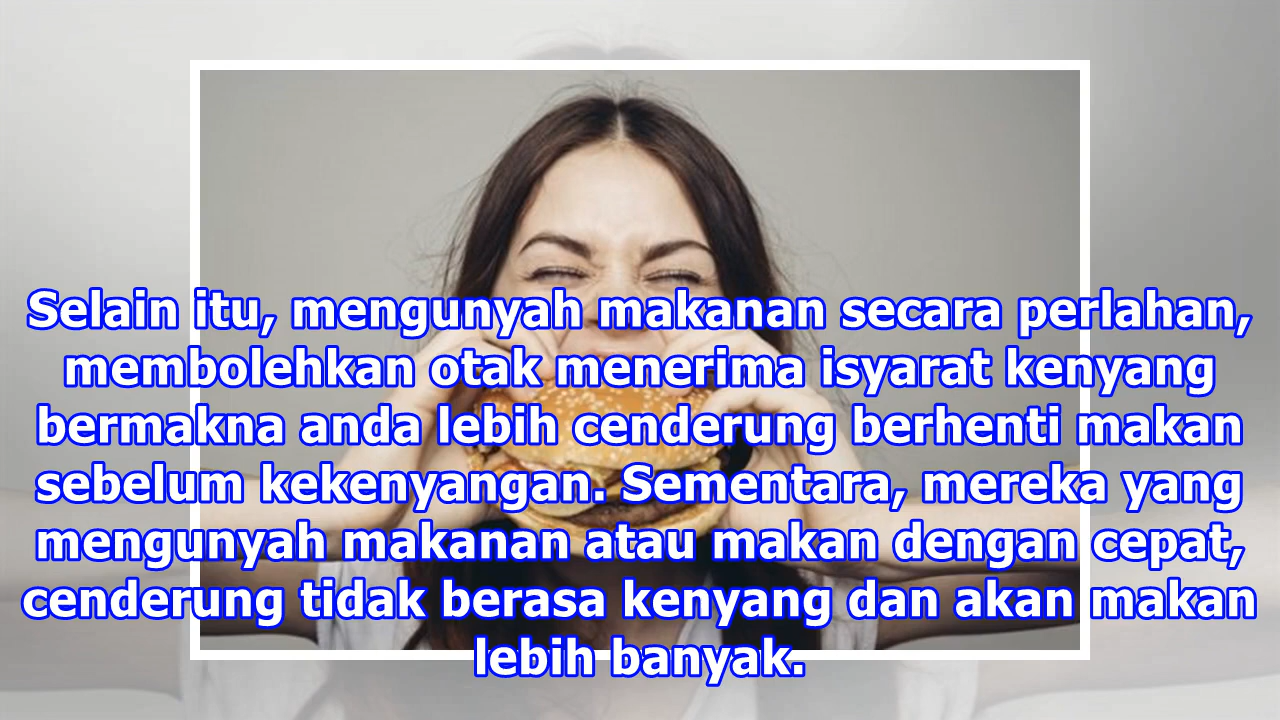 Selain itu, mengunyah makanan secara perlahan,
membolehkan otak menerima isyarat kenyang
bermakna anda lebih cenderung berhenti makan
sebelum kekenyangan. Sementara, mereka yang
mengunyah makanan atau makan dengan cepat,
cenderung tidak berasa kenyang dan akan makan
lebih banyak.